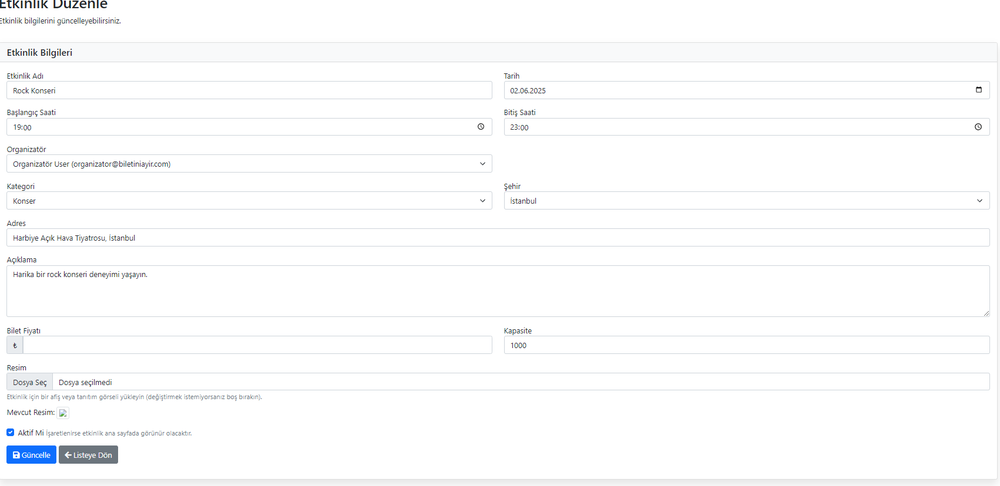 Etkinlik Düzenle
Etkinlik bilgilerini güncelleyebilirsiniz.
Etkinlik Bilgileri
Etkinlik Adı
Tarih
Rock Konseri
02.06.2025
Başlangıç Saati
Bitiş Saati
19:00
23:00
Organizatör
Organizatör User (organizator@biletiniayir.com)
Kategori
Şehir
Konser
İstanbul
Adres
Harbiye Açık Hava Tiyatrosu, İstanbul
Açıklama
Harika bir rock konseri deneyimi yaşayın.
Bilet Fiyatı
Kapasite
₺
1000
Resim
Dosya Seç Dosya seçilmedi
Etkinlik için bir afiş veya tanıtım görseli yükleyin (değiştirmek istemiyorsanız boş bırakın).
Mevcut Resim:
Aktif Mi İşaretlenirse etkinlik ana sayfada görünür olacaktır.
Güncelle
Listeye Dön